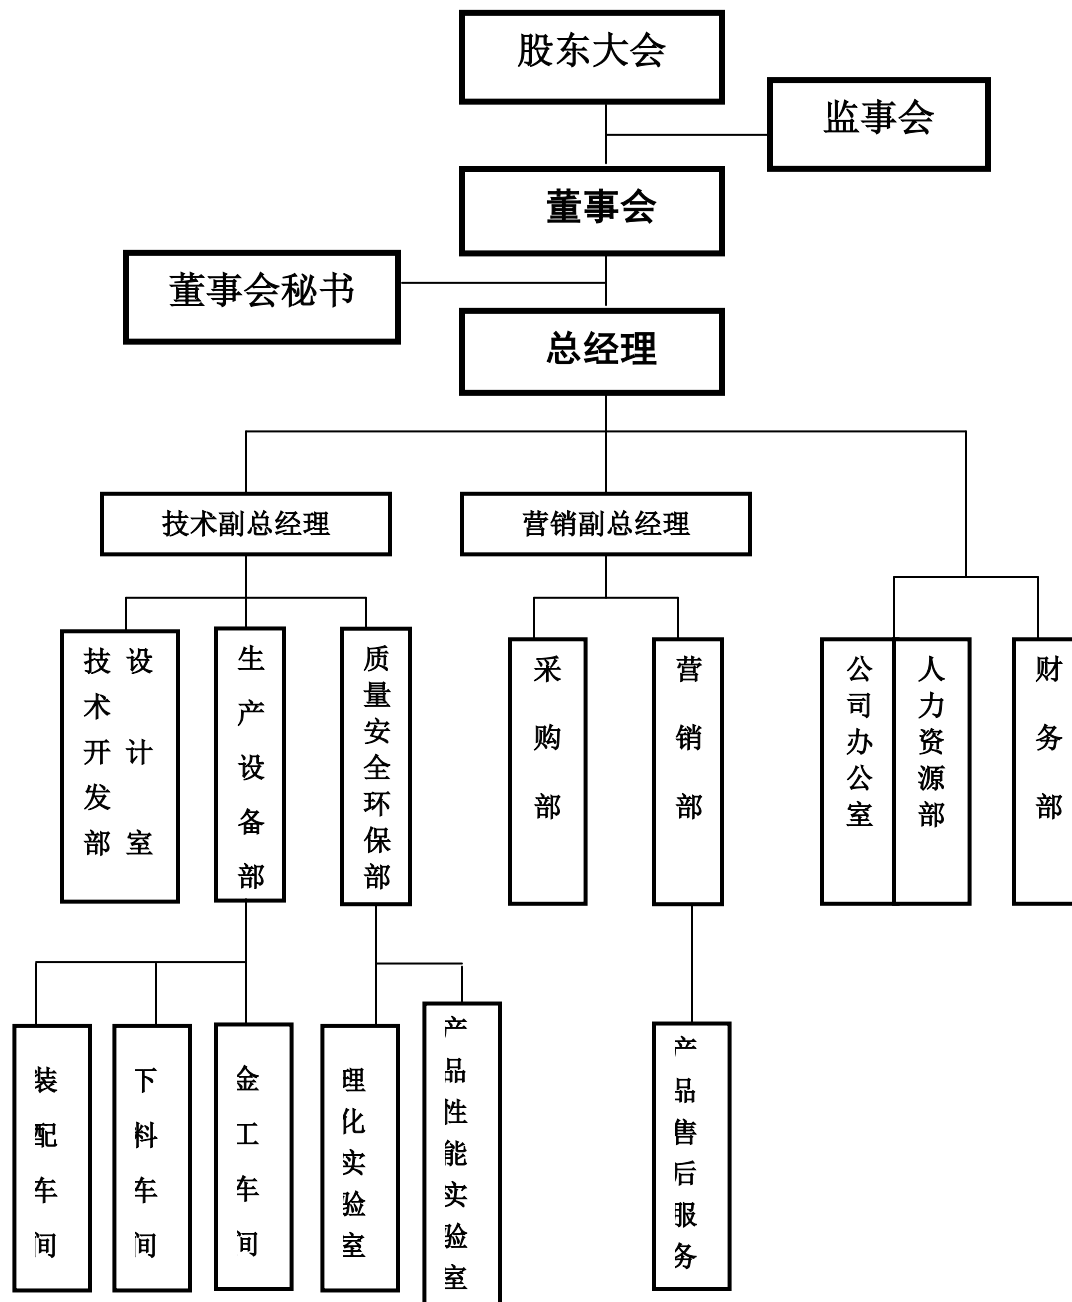 股东大会
监事会
董事会
董事会秘书
总经理
技术副总经理
营销副总经理
技术开发部
设计室
生产设备部
质量安全环保部
采购部
营销部
公司办公室
人力资源部
财务部
装配车间
下料车间
金工车间
理化实验室
产品性能实验室
产品售后服务